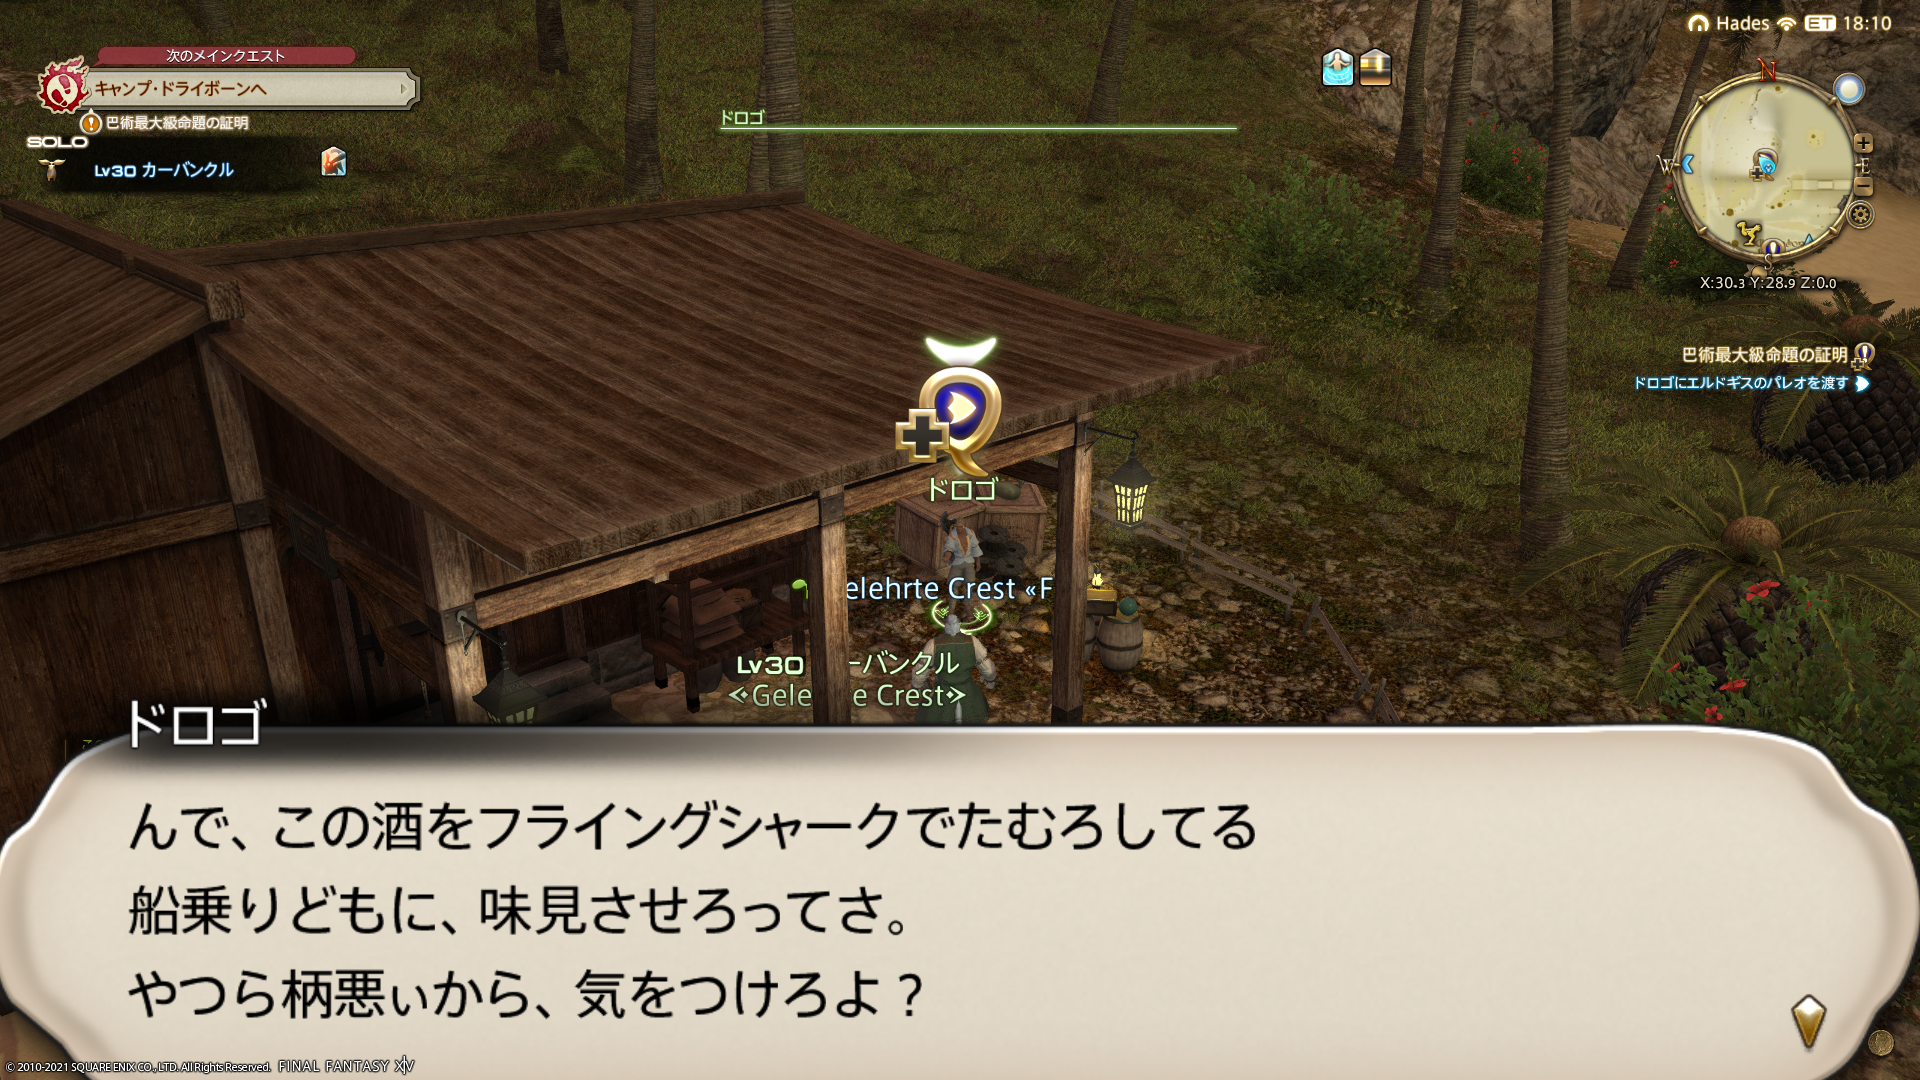 次のメインクエスト
キャンプ・ドライボーンへ
巴術最大級命題の証明
SOLO
Lv30 カーバンクル
ドロゴ
Hades ET 18:10
N
W
E
S
X:30.3 Y:28.9 Z:0.0
巴術最大級命題の証明
ドロゴにエルドギスのパレオを渡す
ドロゴ
elehrte Crest «F
Lv30 ーバンクル
Gele e Crest
ドロゴ
んで、この酒をフライングシャークでたむろしてる
船乗りどもに、味見させろってさ。
やつら柄悪ぃから、気をつけろよ？
© 2010-2021 SQUARE ENIX CO., LTD. All Rights Reserved. FINAL FANTASY XIV